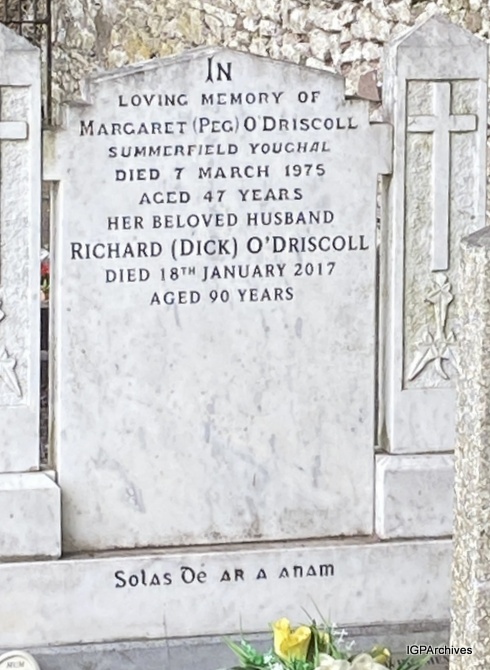 IN
LOVING MEMORY OF
MARGARET (PEG) O'DRISCOLL
SUMMERFIELD YOUGHAL
DIED 7 MARCH 1975
AGED 47 YEARS
HER BELOVED HUSBAND
RICHARD (DICK) O'DRISCOLL
DIED 18TH JANUARY 2017
AGED 90 YEARS
Solas Dé AR A anam
MUM
IGPArchives